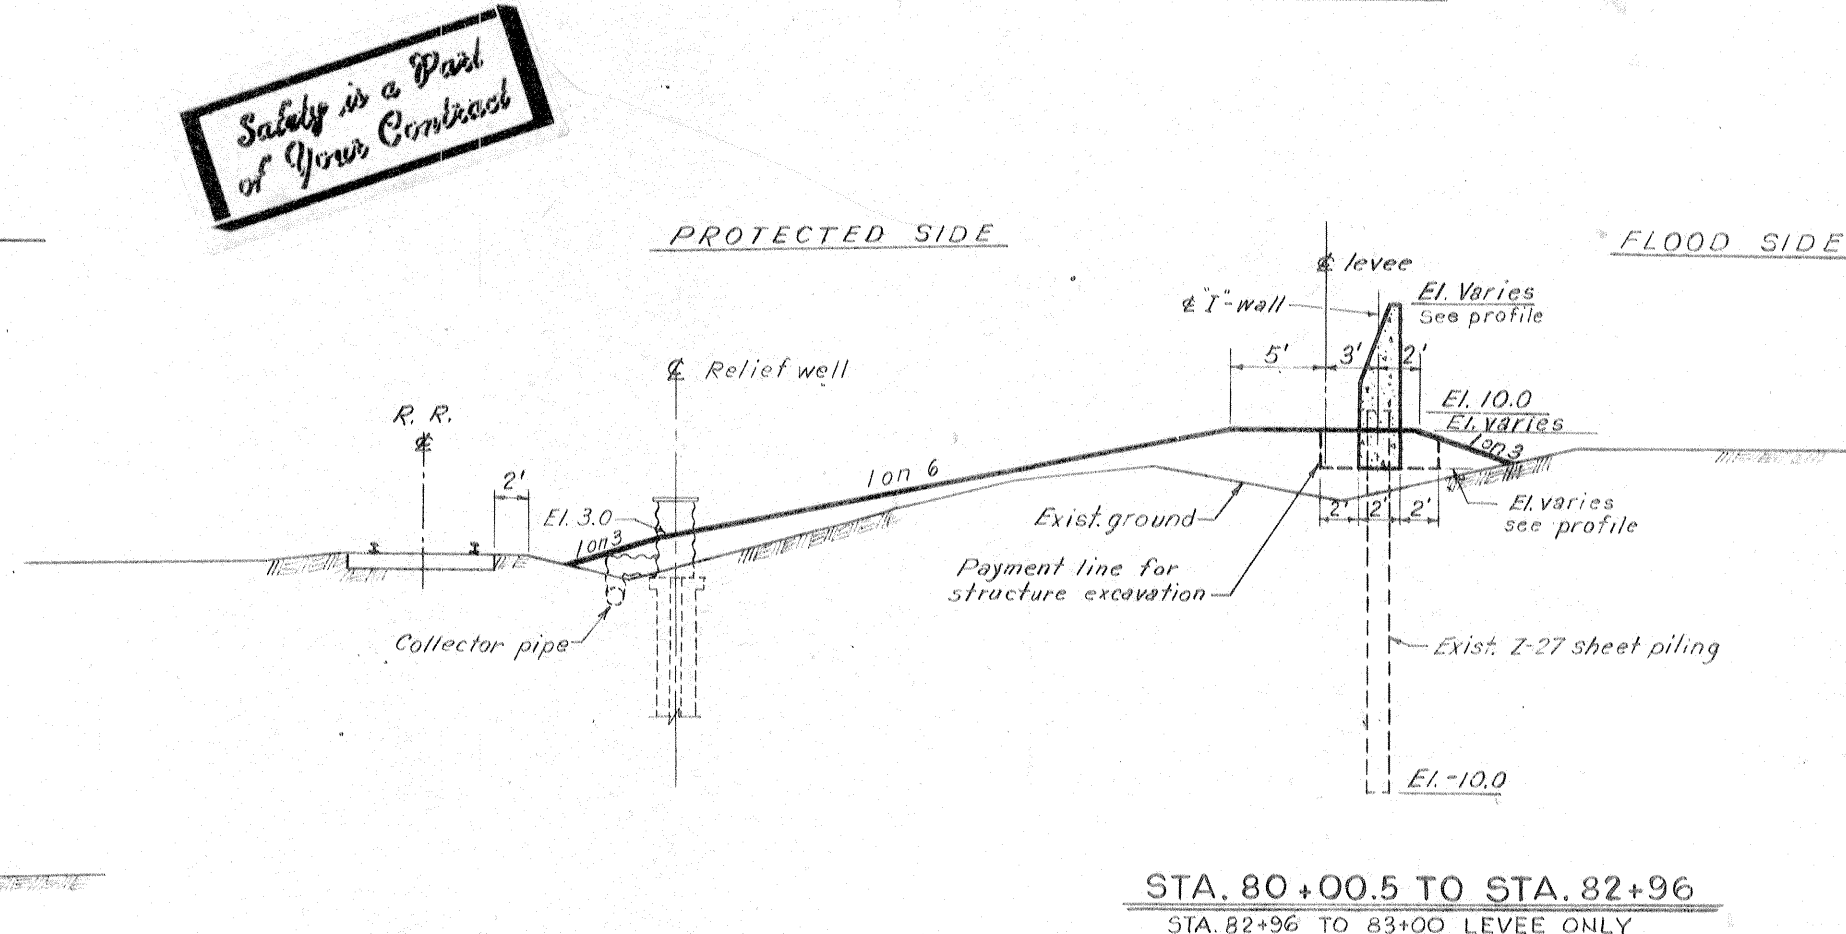 Safety is a Part
of Your Contract
PROTECTED SIDE
FLOOD SIDE
℄ levee
℄ "I"-wall
El. Varies
See profile
5'
3'
2'
℄ Relief well
R. R.
℄
El. 10.0
El. varies
1 on 3
1 on 6
2'
El. 3.0
1 on 3
Exist. ground
2'
2'
2'
El. varies
see profile
Payment line for
structure excavation
Collector pipe
Exist. Z-27 sheet piling
El. -10.0
STA. 80+00.5 TO STA. 82+96
STA. 82+96 TO 83+00 LEVEE ONLY